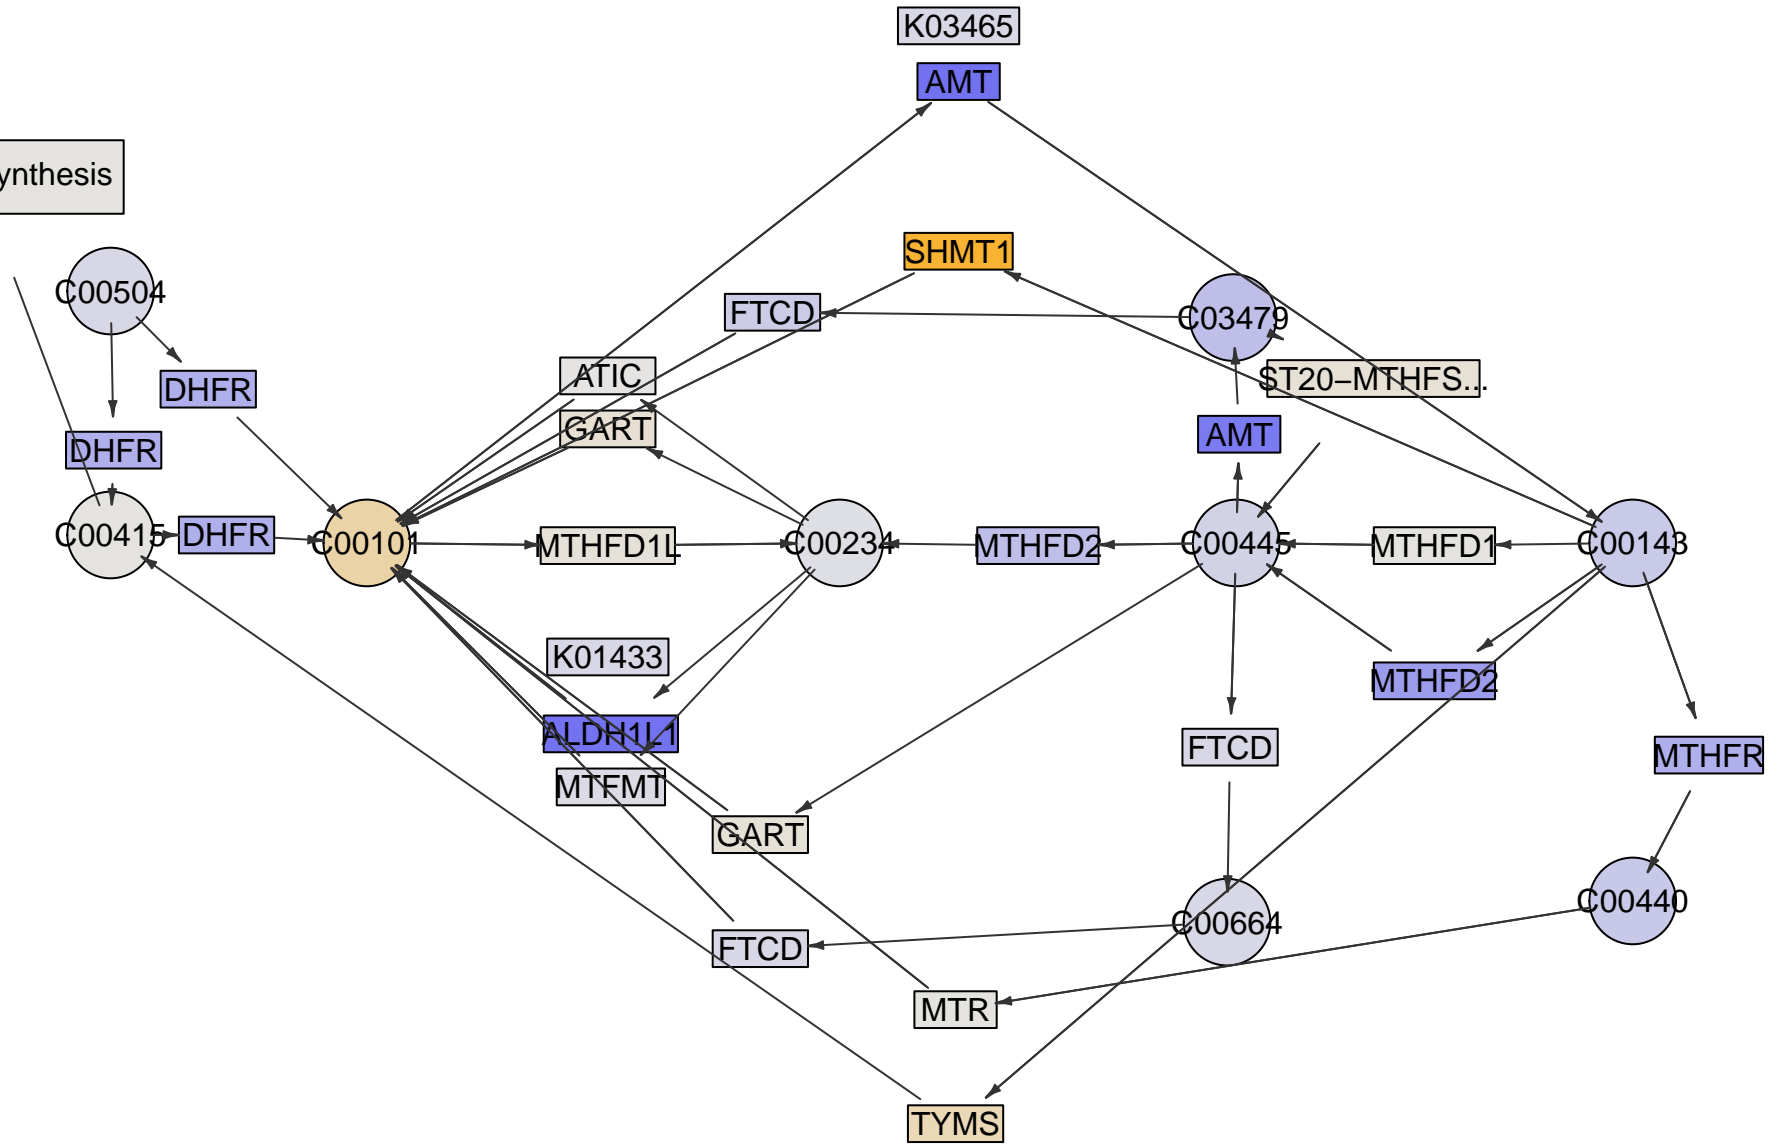 K03465
AMT
ynthesis
SHMT1
C00504
FTCD
C03479
ATIC
ST20−MTHFS...
DHFR
GART
AMT
DHFR
C00415
DHFR
C00101
MTHFD1L
C00234
MTHFD2
C00445
MTHFD1
C00143
K01433
MTHFD2
ALDH1L1
FTCD
MTHFR
MTFMT
GART
C00440
C00664
FTCD
MTR
TYMS